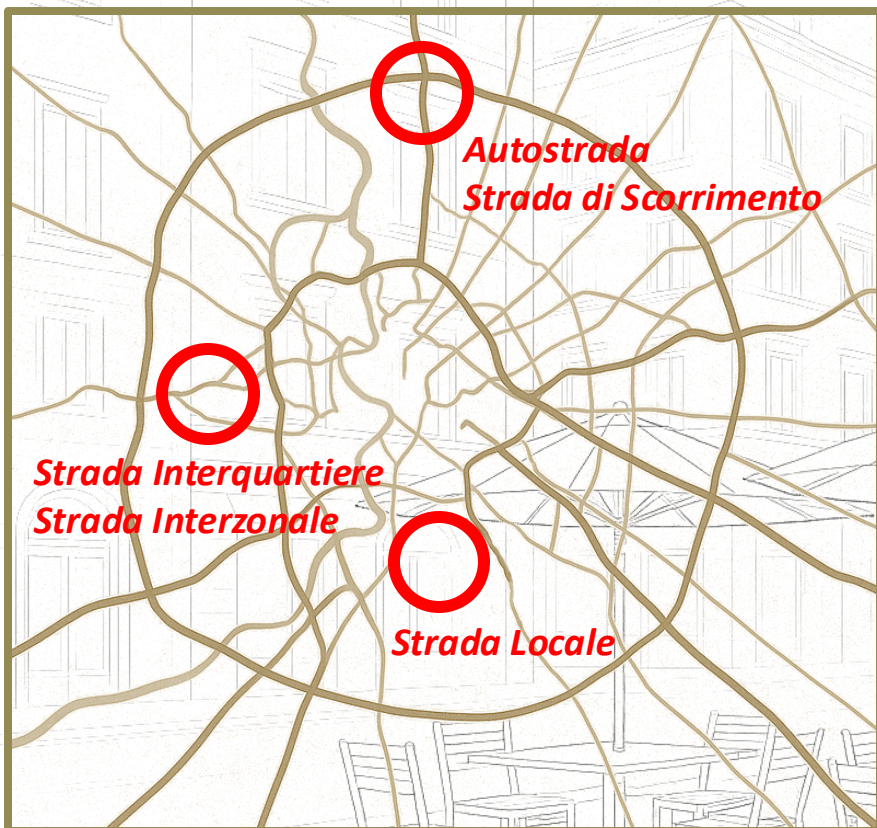 Autostrada
Strada di Scorrimento
Strada Interquartiere
Strada Interzonale
Strada Locale